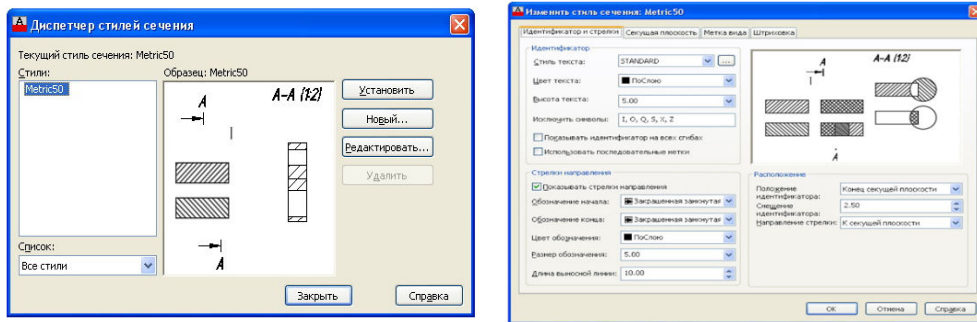 Диспетчер стилей сечения
Текущий стиль сечения: Metric50
Стили:
Образец: Metric50
Metric50
A
A-A (1:2)
A
Установить
Новый...
Редактировать...
Удалить
Список:
Все стили
Закрыть
Справка
Изменить стиль сечения: Metric50
Идентификатор и стрелки
Секущая плоскость
Метка вида
Штриховка
Идентификатор
Стиль текста:
STANDARD
...
Цвет текста:
ПоСлою
Высота текста:
5.00
Исключить символы:
I, O, Q, S, X, Z
Показывать идентификатор на всех сгибах
Использовать последовательные метки
A
A-A (1:2)
A
Стрелки направления
Показывать стрелки направления
Обозначение начала:
Закрашенная замкнутая
Обозначение конца:
Закрашенная замкнутая
Цвет обозначения:
ПоСлою
Размер обозначения:
5.00
Длина выносной линии:
10.00
Расположение
Положение идентификатора:
Конец секущей плоскости
Смещение идентификатора:
2.50
Направление стрелки:
К секущей плоскости
ОК
Отмена
Справка